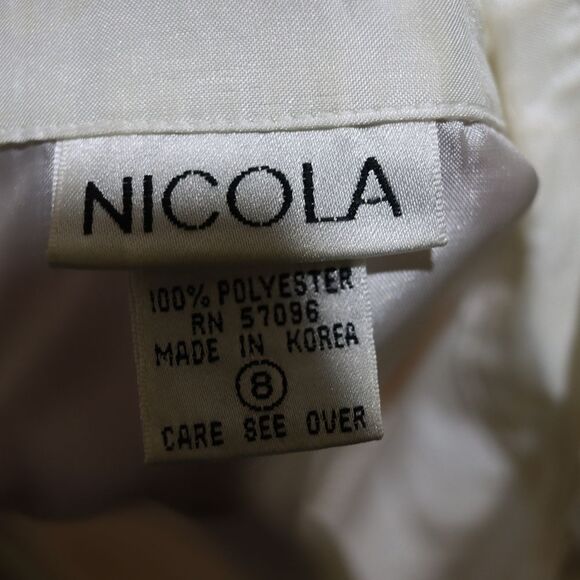 NICOLA
100% POLYESTER
RN 57096
MADE IN KOREA
8
CARE SEE OVER